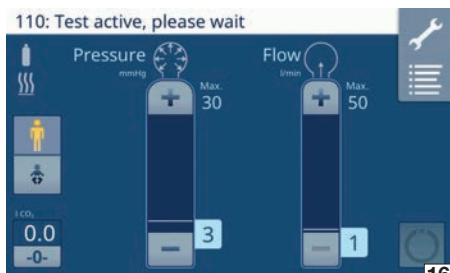 110: Test active, please wait
Pressure
mmHg
Max.
30
3
Flow
l/min
Max.
50
1
l CO₂
0.0
-0-
16